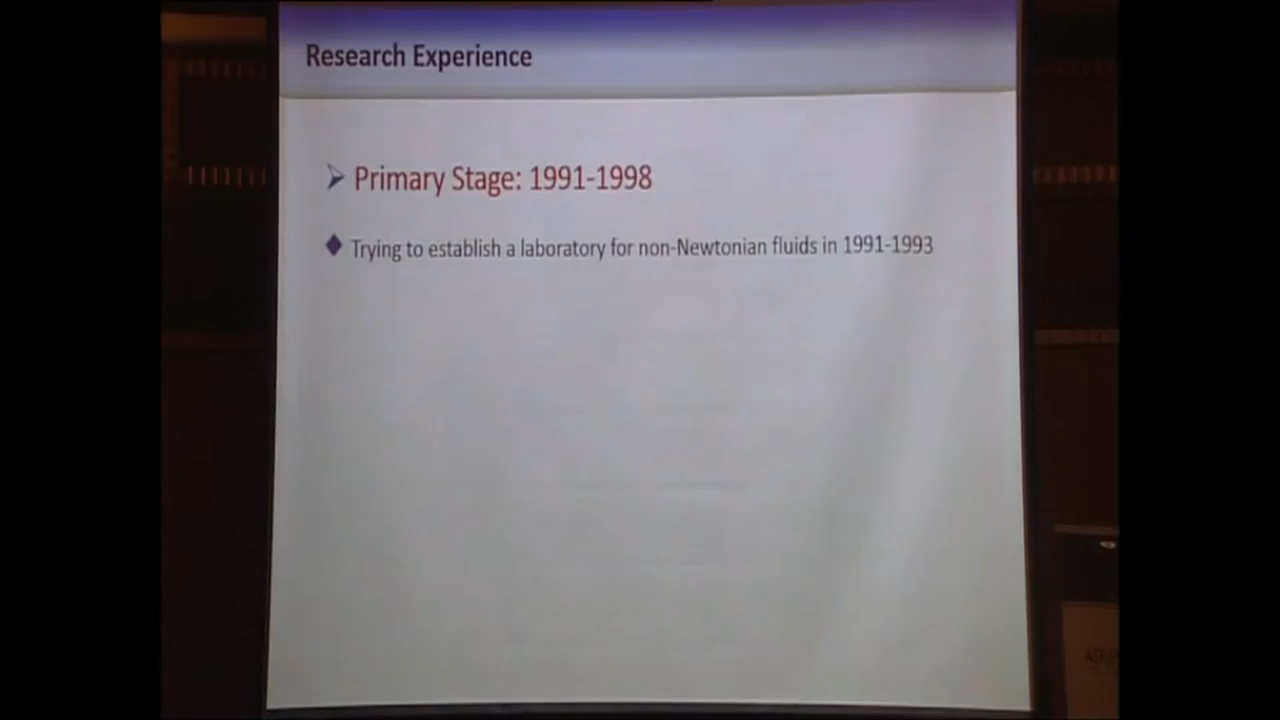 Research Experience
Primary Stage: 1991-1998
Trying to establish a laboratory for non-Newtonian fluids in 1991-1993